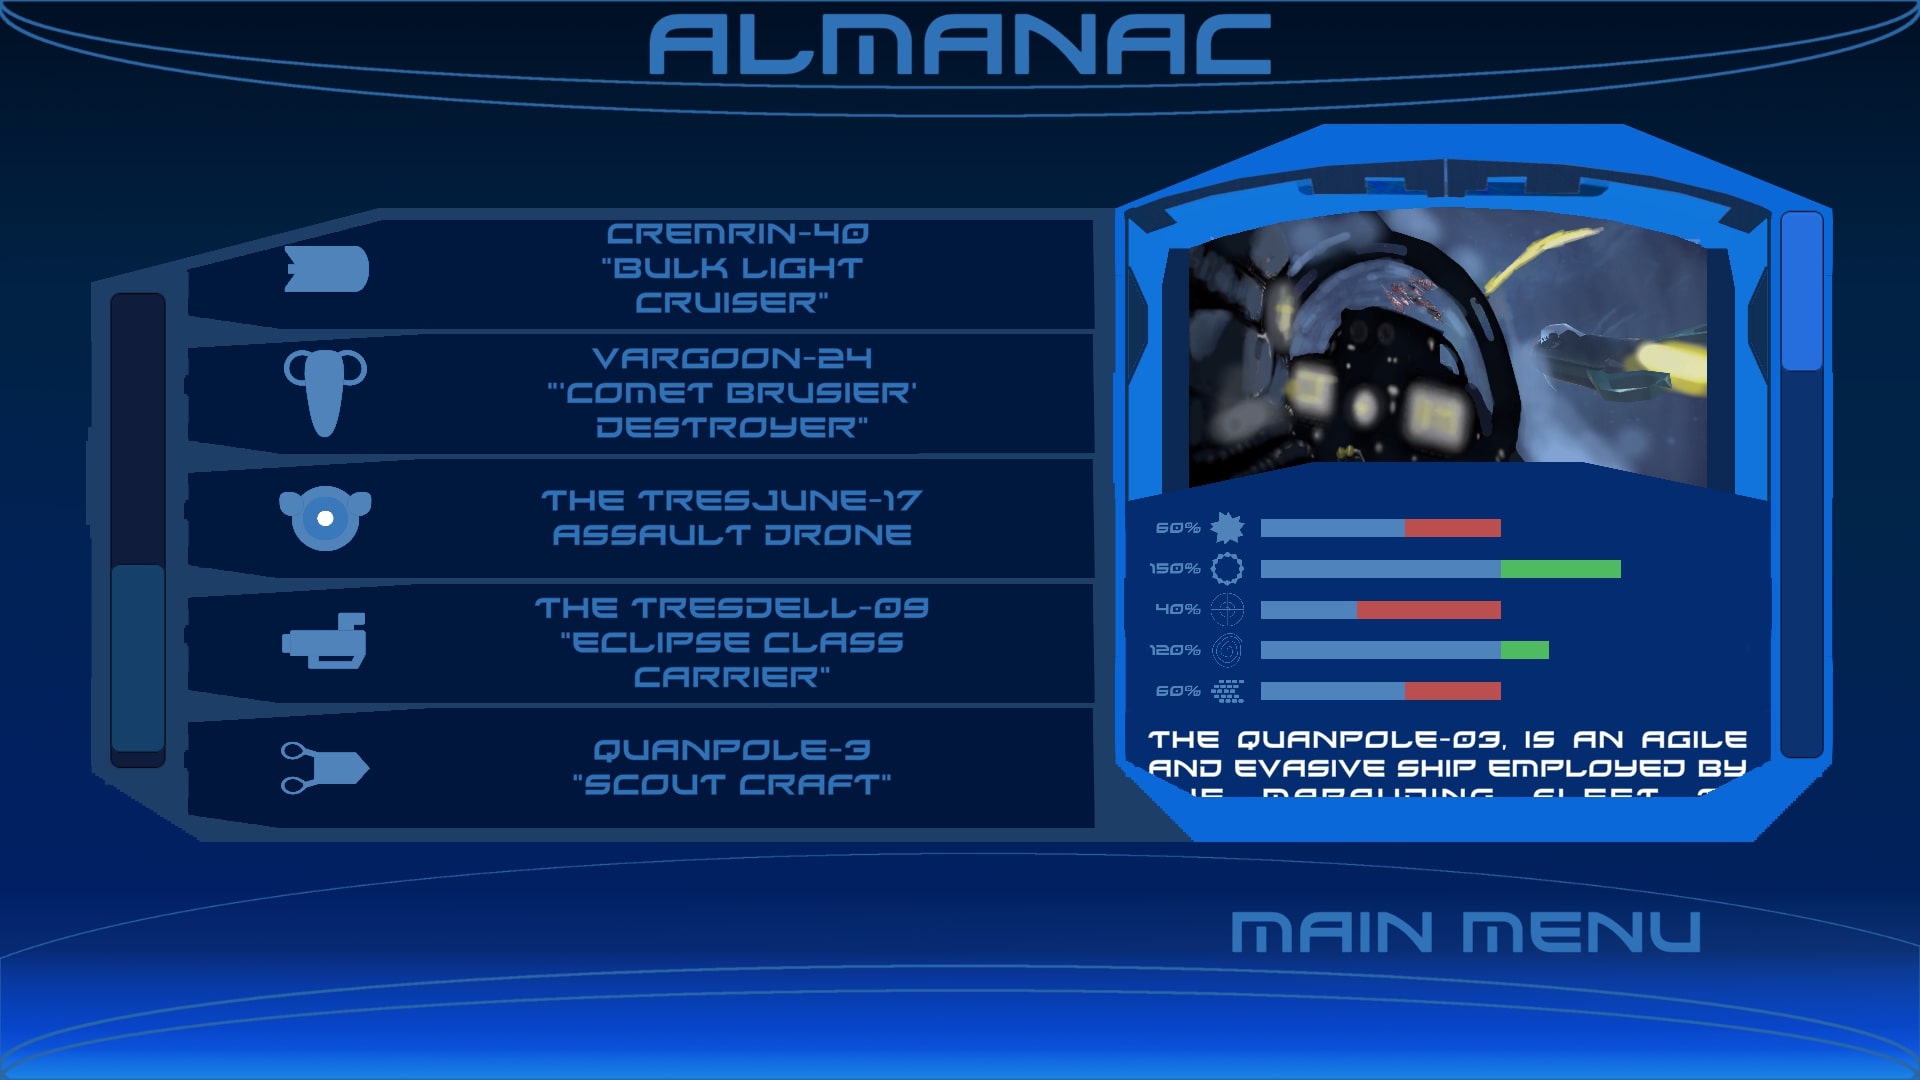 ALMANAC
CREMRIN-40
"BULK LIGHT
CRUISER"
VARGOON-24
"'COMET BRUSIER'
DESTROYER"
THE TRESJUNE-17
ASSAULT DRONE
THE TRESDELL-09
"ECLIPSE CLASS
CARRIER"
QUANPOLE-3
"SCOUT CRAFT"
60%
150%
40%
120%
60%
THE QUANPOLE-03, IS AN AGILE
AND EVASIVE SHIP EMPLOYED BY
MARAUDING FLEET
MAIN MENU